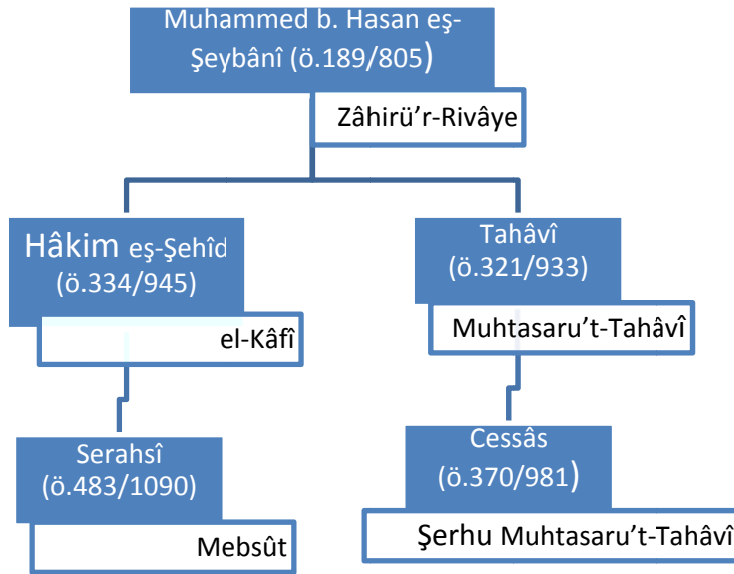 Muhammed b. Hasan eş-
Şeybânî (ö.189/805)
Zâhirü’r-Rivâye
Hâkim eş-Şehîd
(ö.334/945)
el-Kâfî
Tahâvî
(ö.321/933)
Muhtasaru’t-Tahâvî
Serahsî
(ö.483/1090)
Mebsût
Cessâs
(ö.370/981)
Şerhu Muhtasaru’t-Tahâvî